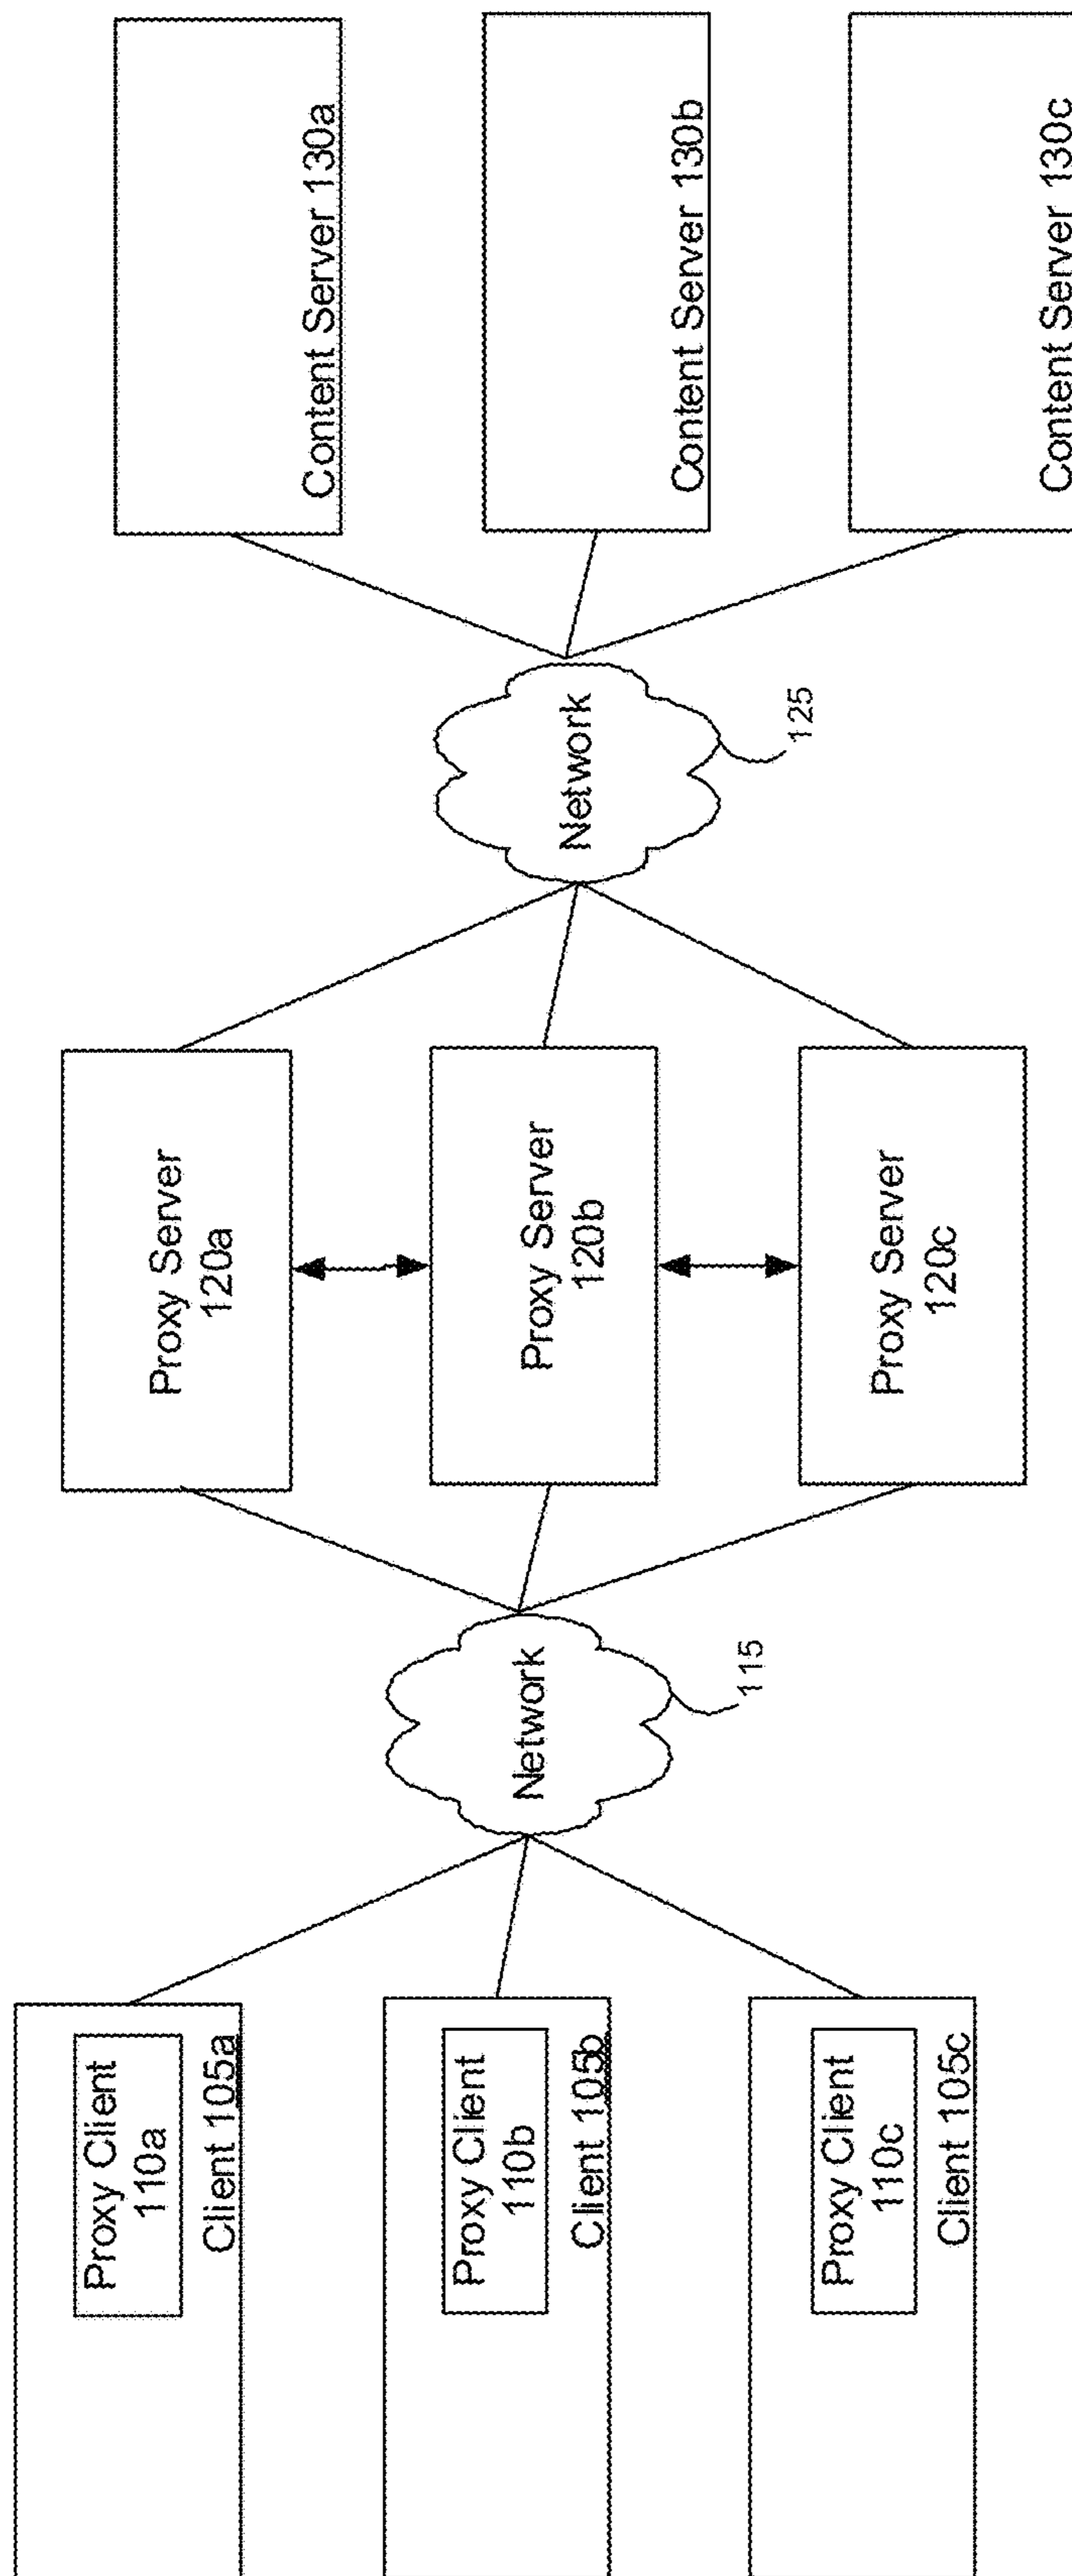 Proxy Client
110a
Client 105a
Proxy Client
110b
Client 105b
Proxy Client
110c
Client 105c
Network
115
Proxy Server
120a
Proxy Server
120b
Proxy Server
120c
Network
125
Content Server 130a
Content Server 130b
Content Server 130c